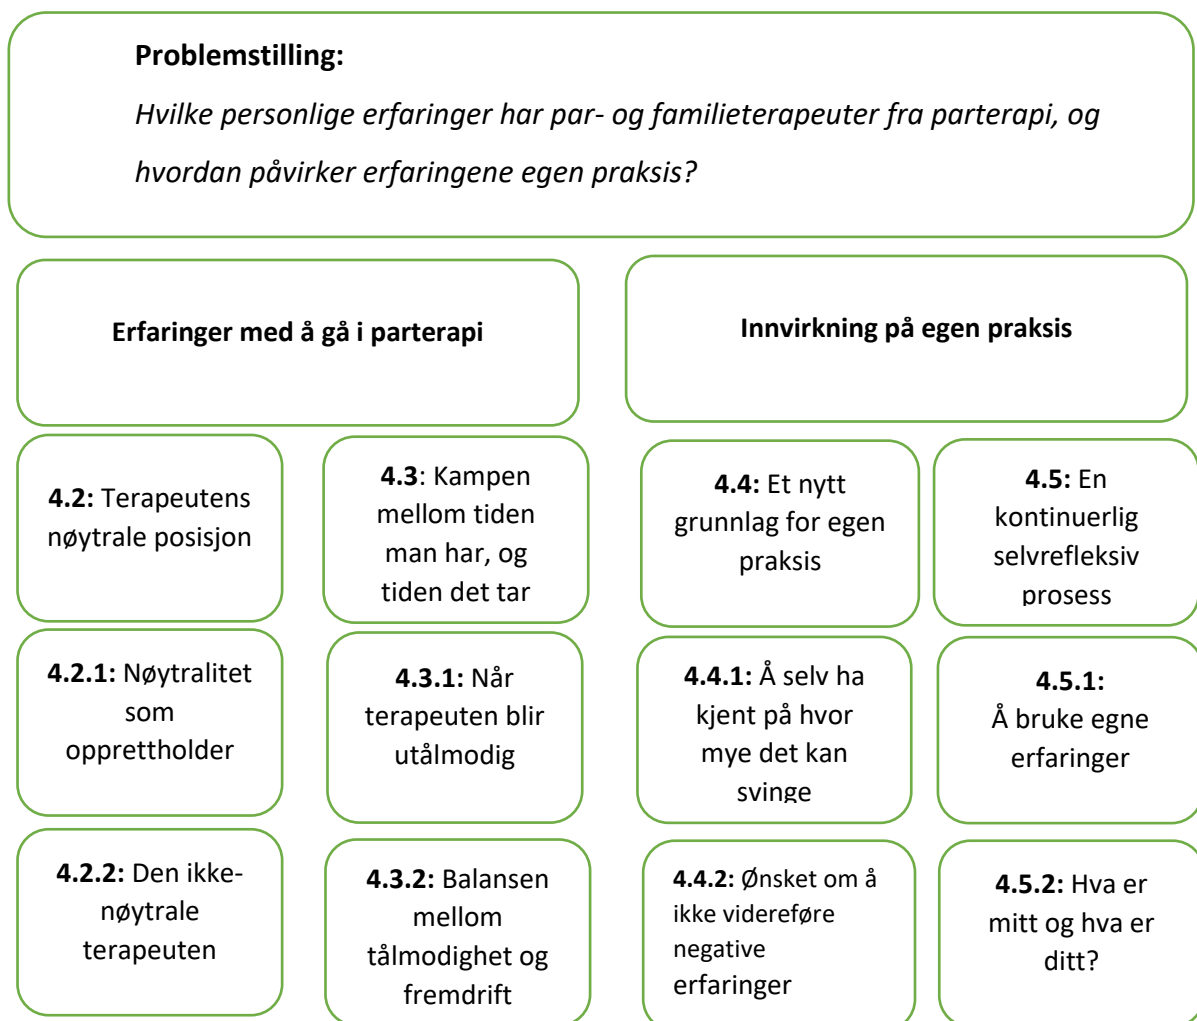 Problemstilling:
Hvilke personlige erfaringer har par- og familieterapeuter fra parterapi, og
hvordan påvirker erfaringene egen praksis?
Erfaringer med å gå i parterapi
Innvirkning på egen praksis
4.2: Terapeutens
nøytrale posisjon
4.3: Kampen
mellom tiden
man har, og
tiden det tar
4.4: Et nytt
grunnlag for egen
praksis
4.5: En
kontinuerlig
selvrefleksiv
prosess
4.2.1: Nøytralitet
som
opprettholder
4.3.1: Når
terapeuten blir
utålmodig
4.4.1: Å selv ha
kjent på hvor
mye det kan
svinge
4.5.1:
Å bruke egne
erfaringer
4.2.2: Den ikke-
nøytrale
terapeuten
4.3.2: Balansen
mellom
tålmodighet og
fremdrift
4.4.2: Ønsket om å
ikke videreføre
negative
erfaringer
4.5.2: Hva er
mitt og hva er
ditt?